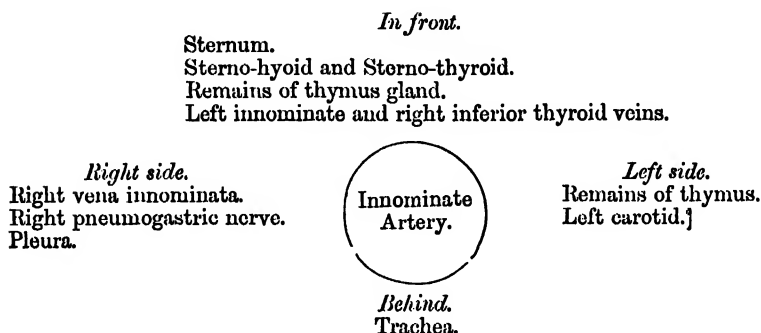 In front.
Sternum.
Sterno-hyoid and Sterno-thyroid.
Remains of thymus gland.
Left innominate and right inferior thyroid veins.
Right side.
Right vena innominata.
Right pneumogastric nerve.
Pleura.
Innominate
Artery.
Left side.
Remains of thymus.
Left carotid.]
Behind.
Trachea.